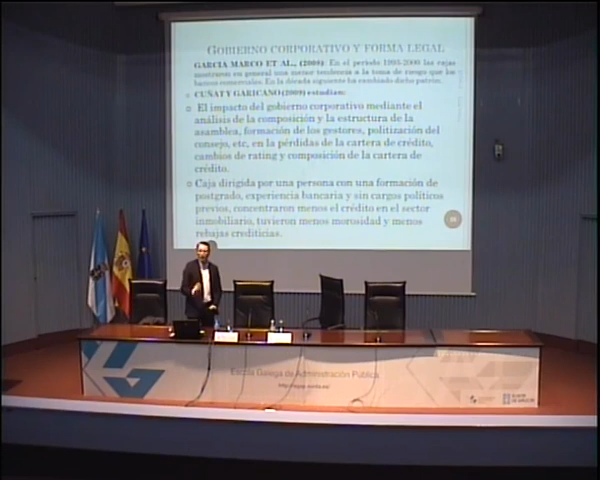 GOBIERNO CORPORATIVO Y FORMA LEGAL
GARCIA MARCO ET AL., (2008): En el periodo 1993-2000 las cajas
mostraron en general una menor tendencia a la toma de riesgo que los
bancos comerciales. En la década siguiente ha cambiado dicho patrón.
CUÑAT Y GARICANO (2009) estudian:
El impacto del gobierno corporativo mediante el
análisis de la composición y la estructura de la
asamblea, formación de los gestores, politización del
consejo, etc, en la pérdidas de la cartera de crédito,
cambios de rating y composición de la cartera de
crédito.
Caja dirigida por una persona con una formación de
postgrado, experiencia bancaria y sin cargos políticos
previos, concentraron menos el crédito en el sector
inmobiliario, tuvieron menos morosidad y menos
rebajas crediticias.
Escola Galega de Administración Pública